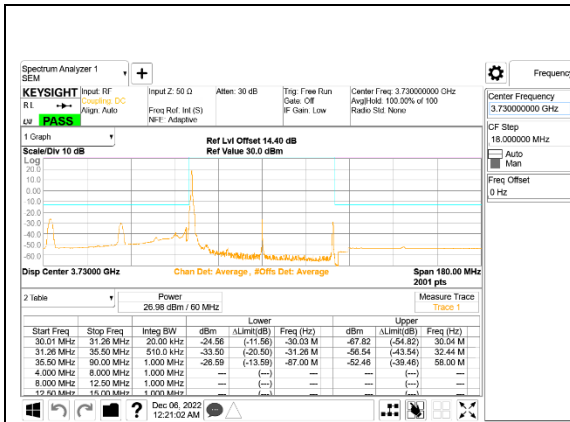 Spectrum Analyzer 1
SEM
Frequency
KEYSIGHT Input: RF Input Z: 50 Ω Atten: 30 dB Trig: Free Run Center Freq: 3.730000000 GHz
R L Coupling: DC Gate: Off Avg|Hold: 100.00% of 100
Align: Auto Freq Ref: Int (S) IF Gain: Low Radio Std: None
PASS NFE: Adaptive
Center Frequency
3.730000000 GHz
CF Step
18.000000 MHz
Auto
Man
Freq Offset
0 Hz
1 Graph
Ref Lvl Offset 14.40 dB
Scale/Div 10 dB Ref Value 30.0 dBm
Log
20.0
10.0
0.00
-10.0
-20.0
-30.0
-40.0
-50.0
-60.0
Disp Center 3.73000 GHz Chan Det: Average, #Offs Det: Average Span 180.00 MHz
2001 pts
2 Table Power Measure Trace
26.98 dBm / 60 MHz Trace 1
Lower Upper
Start Freq Stop Freq Integ BW dBm ΔLimit(dB) Freq (Hz) dBm ΔLimit(dB) Freq (Hz)
30.01 MHz 31.26 MHz 20.00 kHz -24.56 (-11.56) -30.03 M -67.82 (-54.82) 30.04 M
31.26 MHz 35.50 MHz 510.0 kHz -33.50 (-20.50) -31.26 M -56.54 (-43.54) 32.44 M
35.50 MHz 90.00 MHz 1.000 MHz -26.59 (-13.59) -87.00 M -52.46 (-39.46) 58.00 M
4.000 MHz 8.000 MHz 1.000 MHz --- (---) --- --- (---) ---
8.000 MHz 12.50 MHz 1.000 MHz --- (---) --- --- (---) ---
12.50 MHz 15.00 MHz 1.000 MHz --- (---) --- --- (---) ---
? Dec 06, 2022
12:21:02 AM